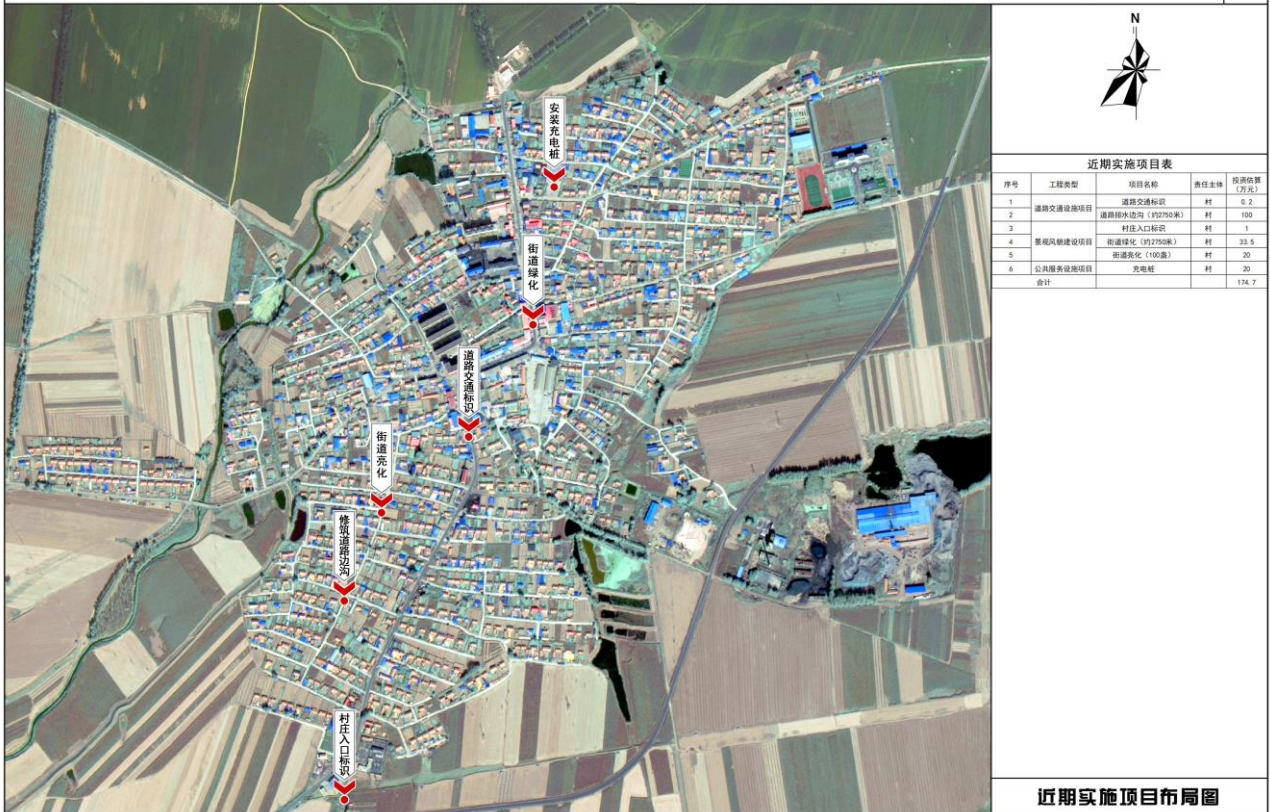 N
安装充电桩
街道绿化
道路交通标识
街道亮化
修筑道路边沟
村庄入口标识
近期实施项目表
序号 工程类型 项目名称 责任主体 投资估算（万元）
1 道路交通设施项目 道路交通标识 村 0.2
2 道路排水边沟（约2750米） 村 100
3 景观风貌建设项目 村庄入口标识 村 1
4 街道绿化（约2750米） 村 33.5
5 街道亮化（100盏） 村 20
6 公共服务设施项目 充电桩 村 20
合计 174.7
近期实施项目布局图